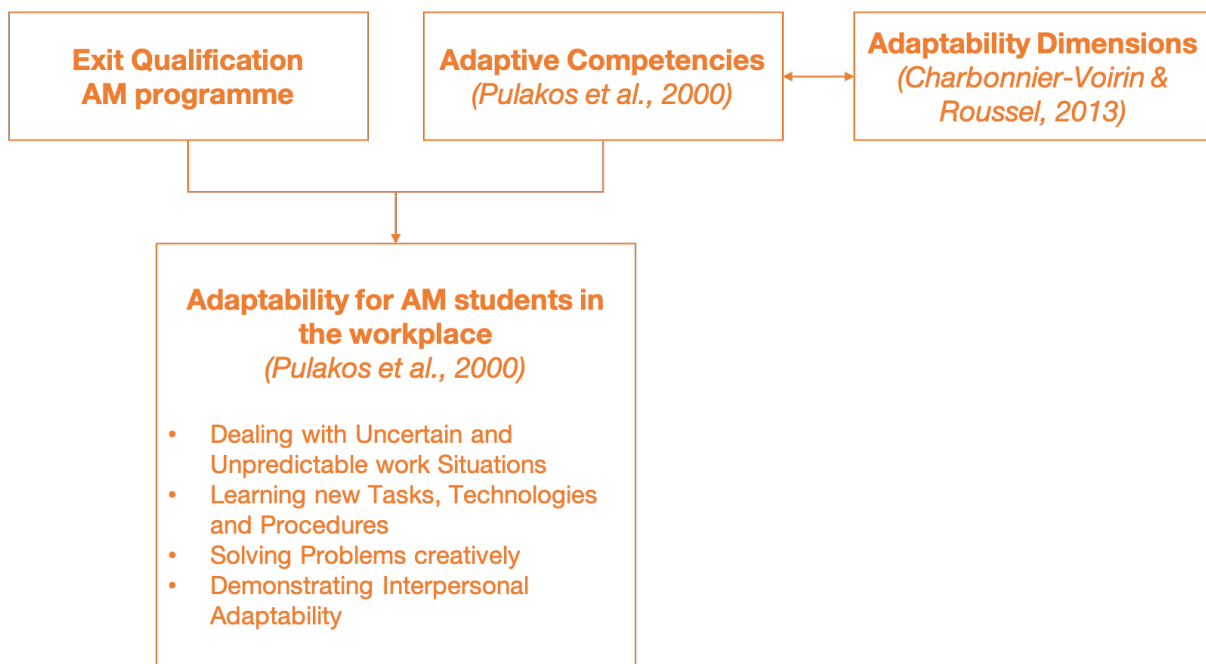 Exit Qualification
AM programme
Adaptive Competencies
(Pulakos et al., 2000)
Adaptability Dimensions
(Charbonnier-Voirin &
Roussel, 2013)
Adaptability for AM students in
the workplace
(Pulakos et al., 2000)
• Dealing with Uncertain and
Unpredictable work Situations
• Learning new Tasks, Technologies
and Procedures
• Solving Problems creatively
• Demonstrating Interpersonal
Adaptability